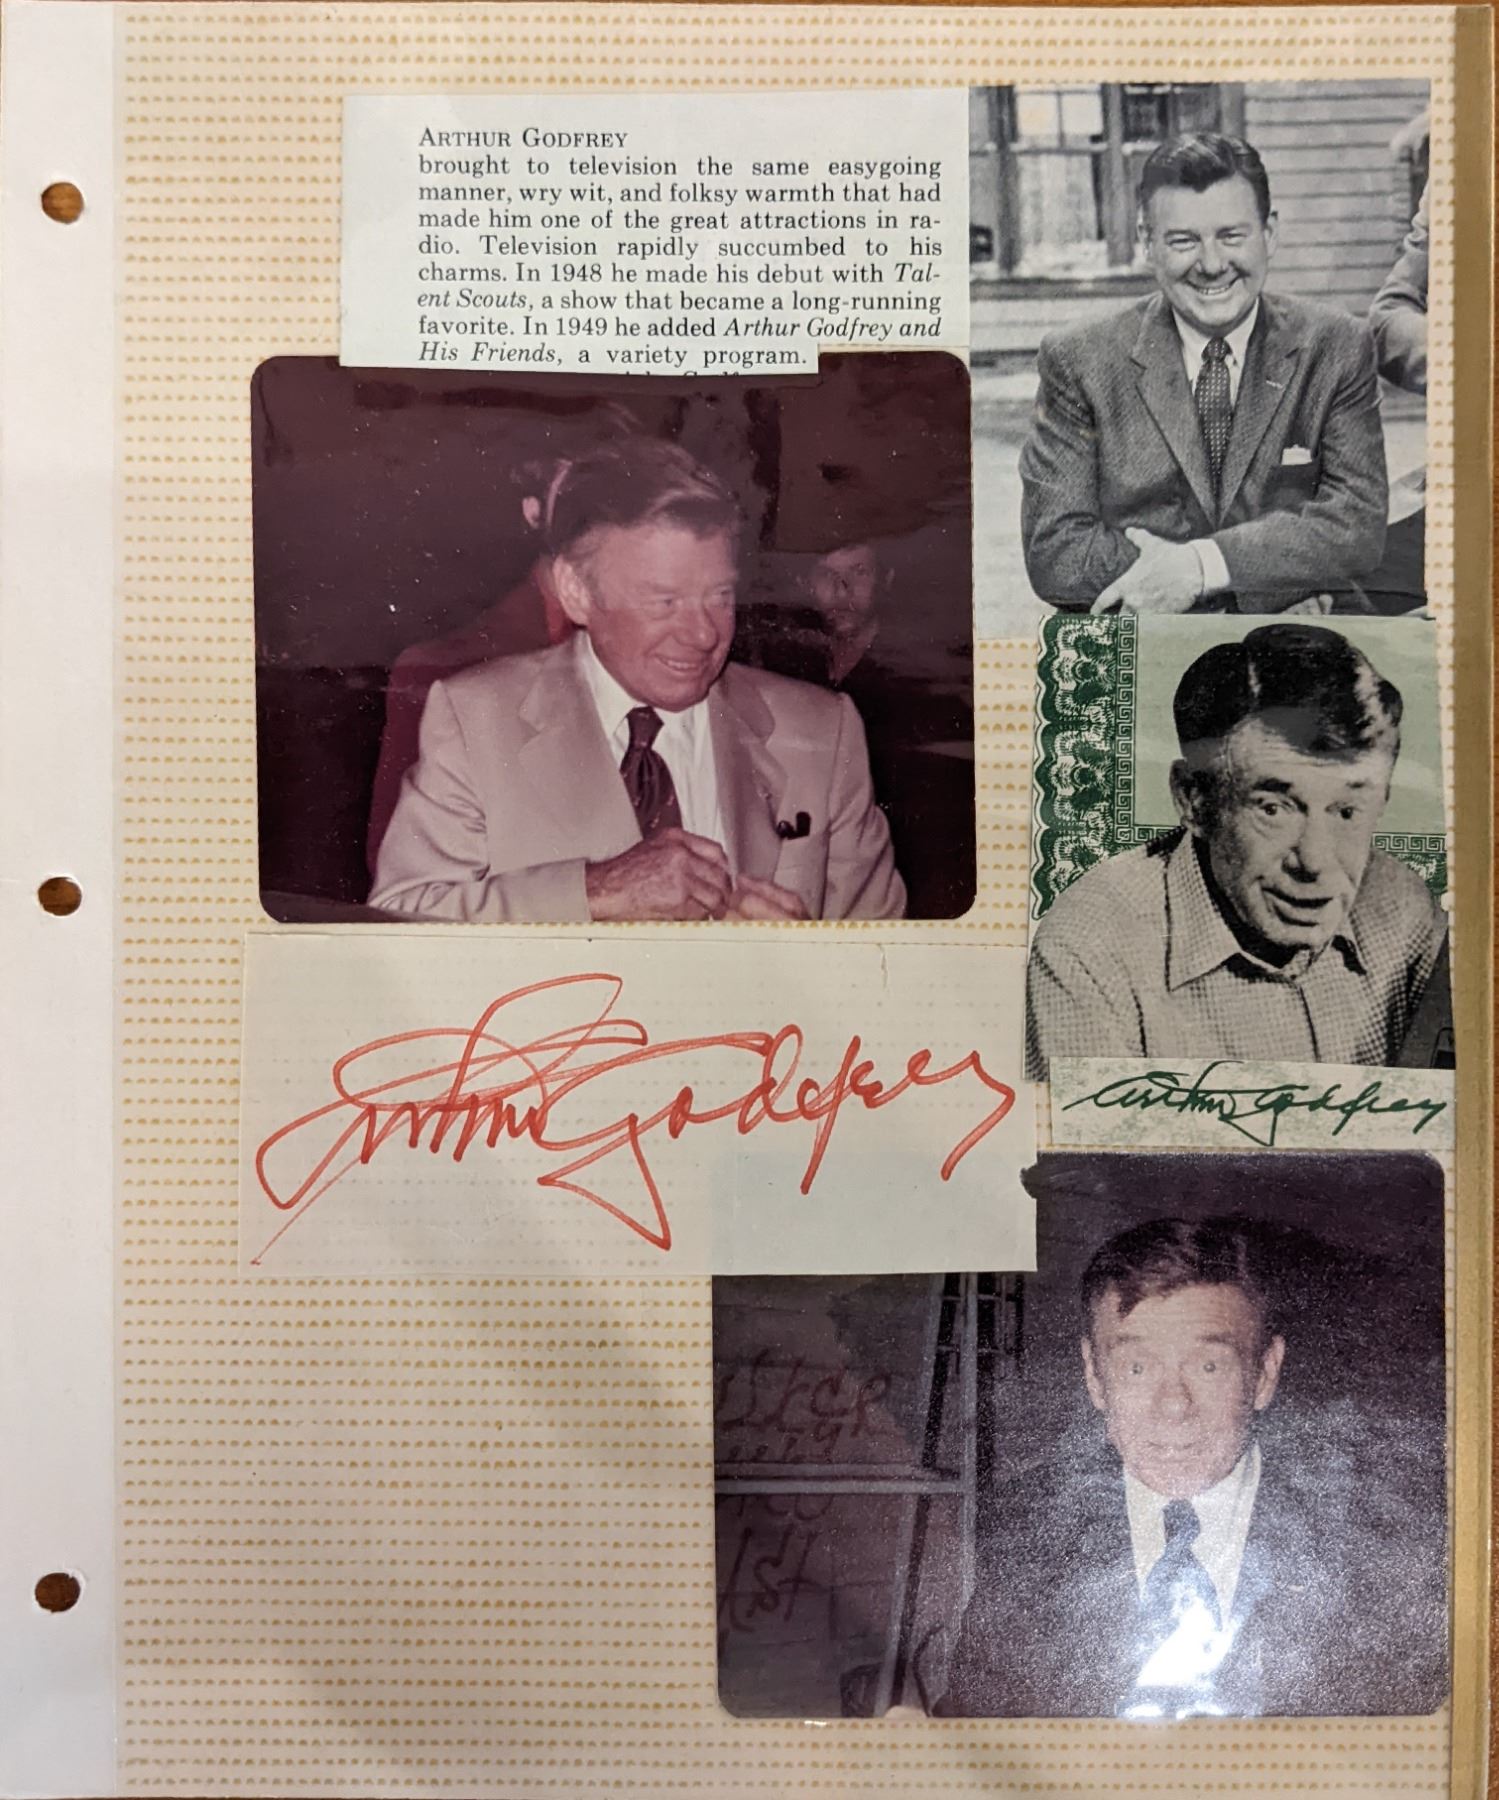 ARTHUR GODFREY
brought to television the same easygoing
manner, wry wit, and folksy warmth that had
made him one of the great attractions in ra-
dio. Television rapidly succumbed to his
charms. In 1948 he made his debut with Tal-
ent Scouts, a show that became a long-running
favorite. In 1949 he added Arthur Godfrey and
His Friends, a variety program.
Arthur Godfrey
Arthur Godfrey